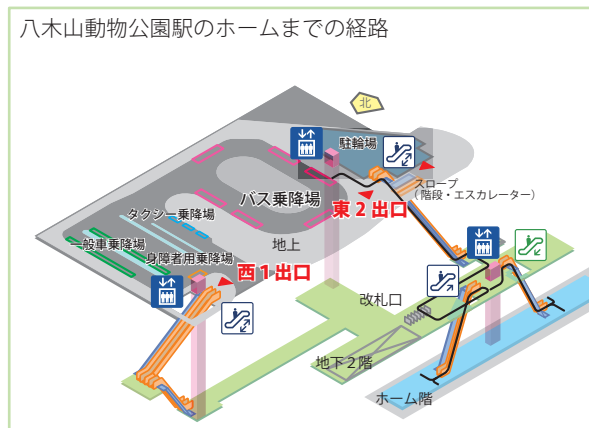 八木山動物公園駅のホームまでの経路
北
駐輪場
スロープ
(階段・エスカレーター)
バス乗降場
東2出口
タクシー乗降場
地上
一般車乗降場
身障者用乗降場
西1出口
改札口
地下2階
ホーム階